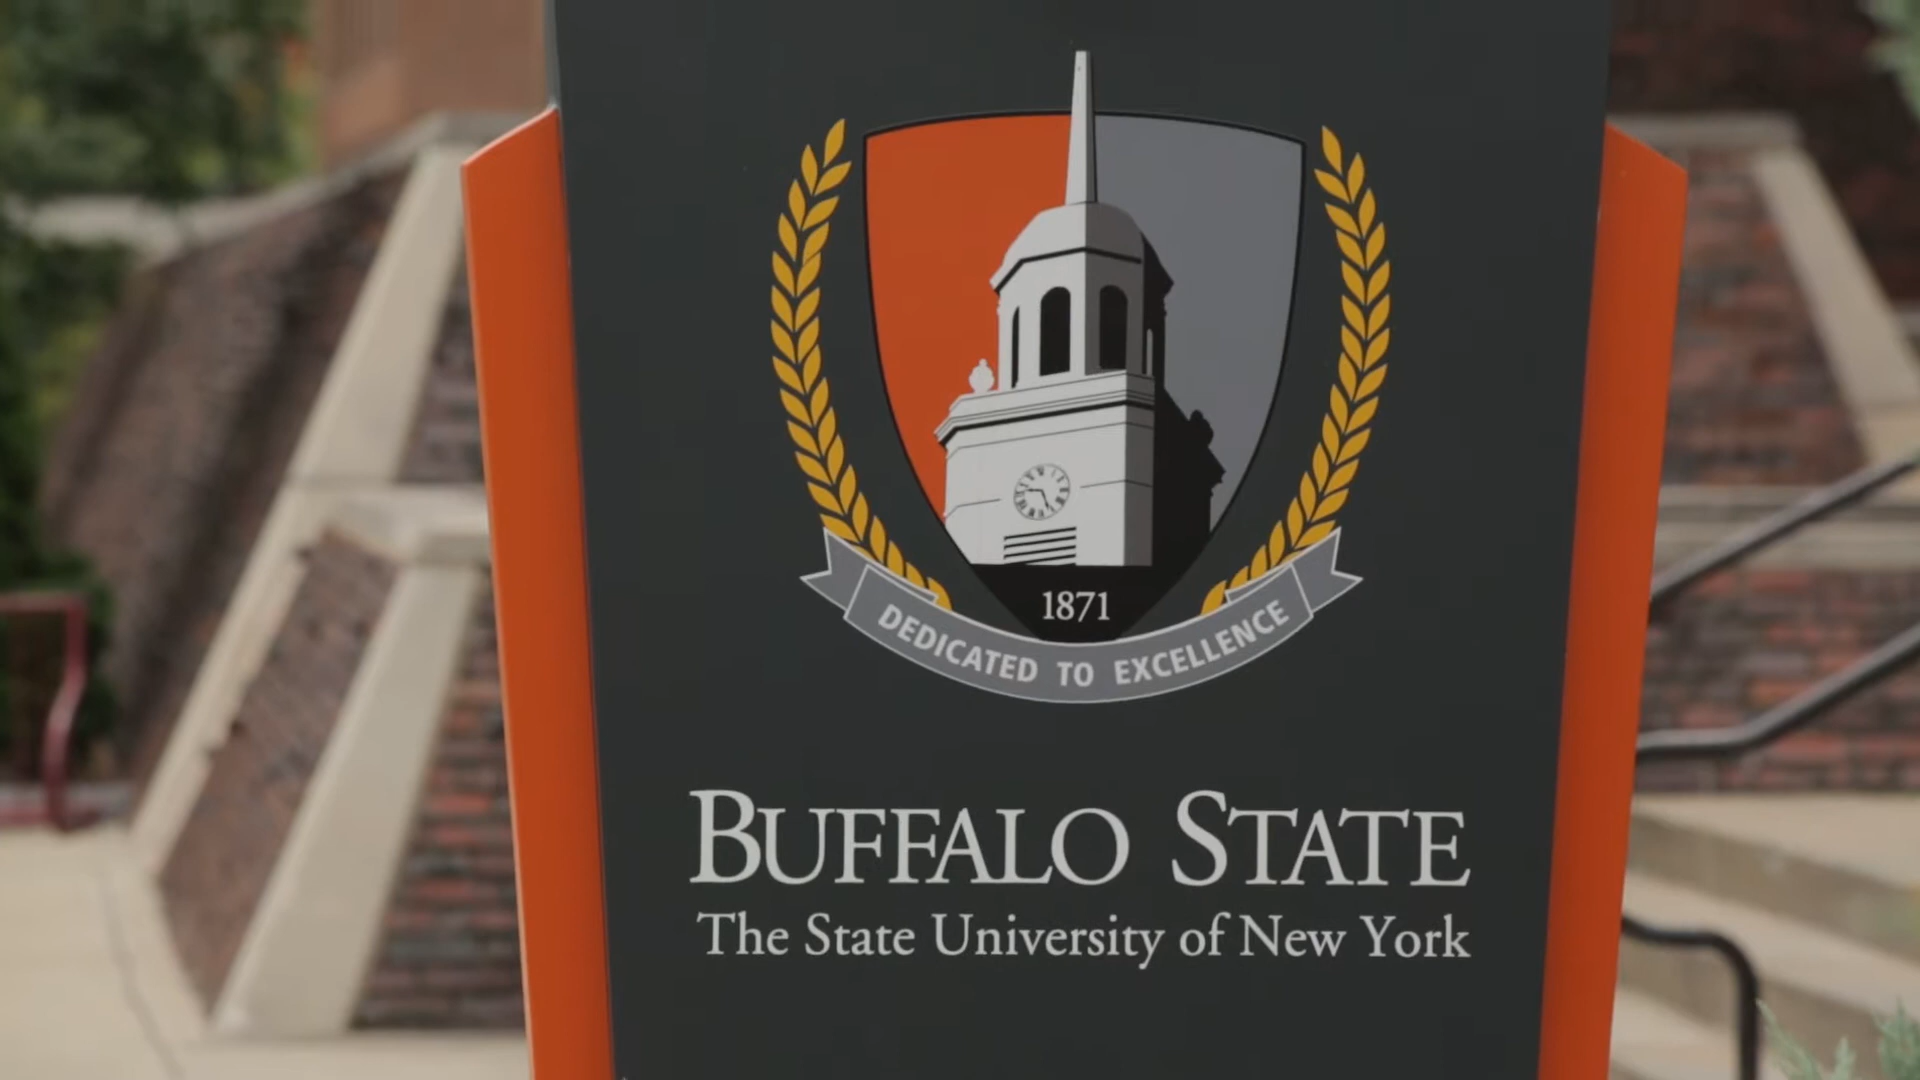 1871
DEDICATED TO EXCELLENCE
BUFFALO STATE
The State University of New York